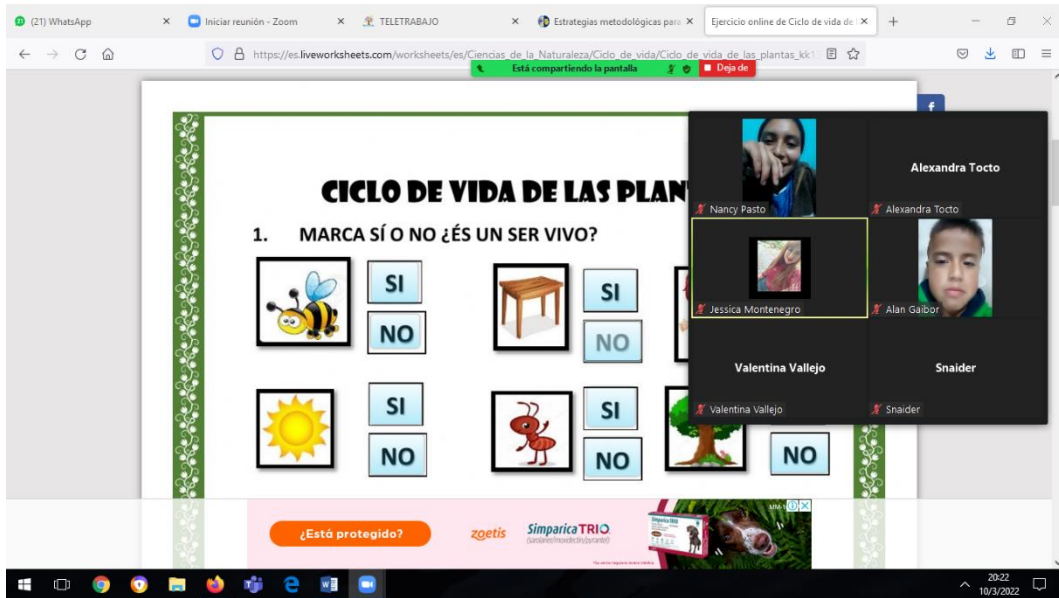 (21) WhatsApp
Iniciar reunión - Zoom
TELETRABAJO
Estrategias metodológicas para
Ejercicio online de Ciclo de vida de
https://es.liveworksheets.com/worksheets/es/Ciencias_de_la_Naturaleza/Ciclo_de_vida/Ciclo_de_vida_de_las_plantas_kk1
Está compartiendo la pantalla
Deja de
f
CICLO DE VIDA DE LAS PLAN
1. MARCA SÍ O NO ¿ÉS UN SER VIVO?
SI
NO
SI
NO
SI
NO
SI
NO
NO
Nancy Pasto
Alexandra Tocto
Alexandra Tocto
Jessica Montenegro
Alan Gaibor
Valentina Vallejo
Valentina Vallejo
Snaider
Snaider
¿Está protegido?
zoetis
Simparica TRIO
(sarolaner/moxidectin/pyrantel)
20:22
10/3/2022